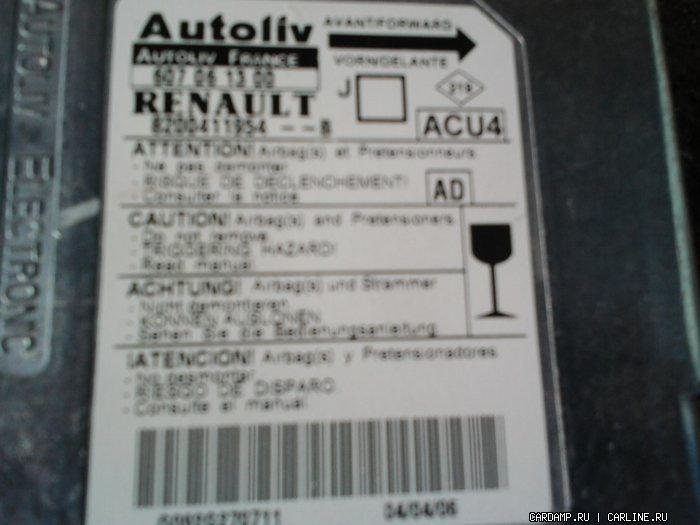 AUTOLIV ELECTRONIC
Autoliv
AVANT/FORWARD
AUTOLIV FRANCE
VORN/DELANTE
607 06 13 00
RENAULT
J
8200411954 --B
ACU4
ATTENTION! Airbag(s) et Pretensionneurs
- Ne pas demonter
- RISQUE DE DECLENCHEMENT!
- Consulter la notice
AD
CAUTION! Airbag(s) and Pretensioners
- Do not remove
- TRIGGERING HAZARD!
- Read manual.
ACHTUNG! Airbag(s) und Strammer
- Nicht demontieren
- KONNEN AUSLOSEN
- Sehen Sie die Bedienungsanleitung
¡ATENCION! Airbag(s) y Pretensionadores
- No desmontar
- RIESGO DE DISPARO
- Consulte el manual.
04/04/06
CARDAMP.RU | CARLINE.RU